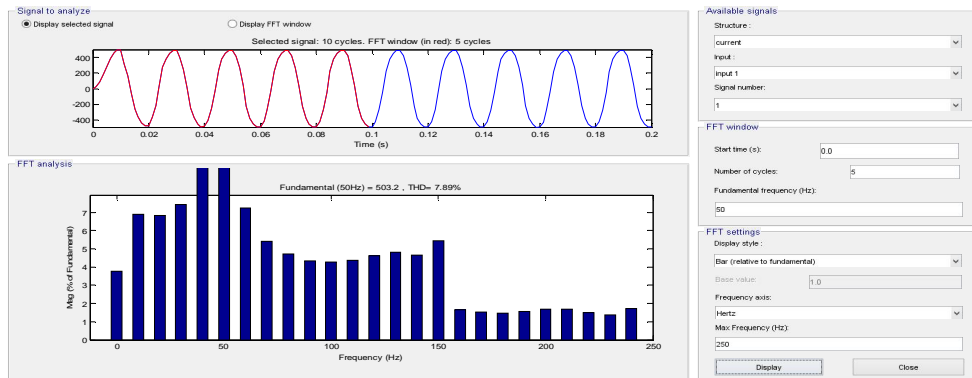 Signal to analyze
Display selected signal
Display FFT window
Selected signal: 10 cycles. FFT window (in red): 5 cycles
400
200
0
-200
-400
0 0.02 0.04 0.06 0.08 0.1 0.12 0.14 0.16 0.18 0.2
Time (s)
FFT analysis
Fundamental (50Hz) = 503.2 , THD= 7.89%
Mag (% of Fundamental)
7
6
5
4
3
2
1
0
0 50 100 150 200 250
Frequency (Hz)
Available signals
Structure :
current
Input :
input 1
Signal number:
1
FFT window
Start time (s):
0.0
Number of cycles:
5
Fundamental frequency (Hz):
50
FFT settings
Display style :
Bar (relative to fundamental)
Base value:
1.0
Frequency axis:
Hertz
Max Frequency (Hz):
250
Display
Close